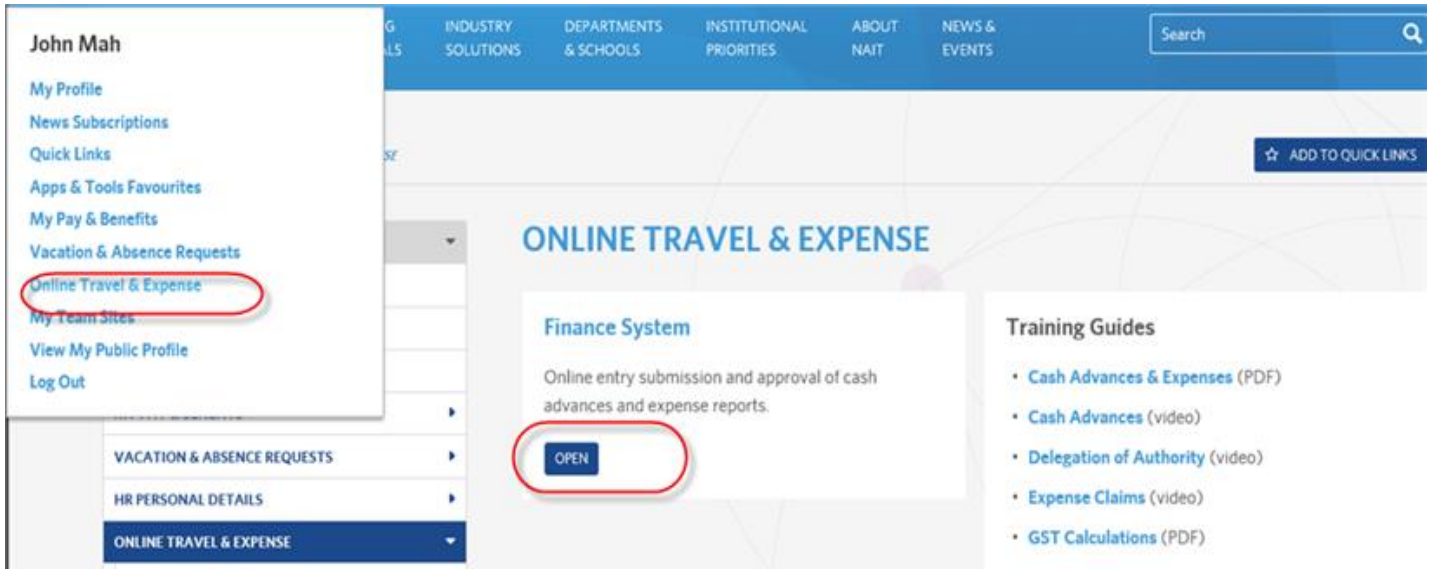 John Mah
My Profile
News Subscriptions
Quick Links
Apps & Tools Favourites
My Pay & Benefits
Vacation & Absence Requests
Online Travel & Expense
My Team Sites
View My Public Profile
Log Out
INDUSTRY
SOLUTIONS
DEPARTMENTS
& SCHOOLS
INSTITUTIONAL
PRIORITIES
ABOUT
NAIT
NEWS &
EVENTS
Search
ADD TO QUICK LINKS
VACATION & ABSENCE REQUESTS
HR PERSONAL DETAILS
ONLINE TRAVEL & EXPENSE
ONLINE TRAVEL & EXPENSE
Finance System
Online entry submission and approval of cash
advances and expense reports.
OPEN
Training Guides
• Cash Advances & Expenses (PDF)
• Cash Advances (video)
• Delegation of Authority (video)
• Expense Claims (video)
• GST Calculations (PDF)